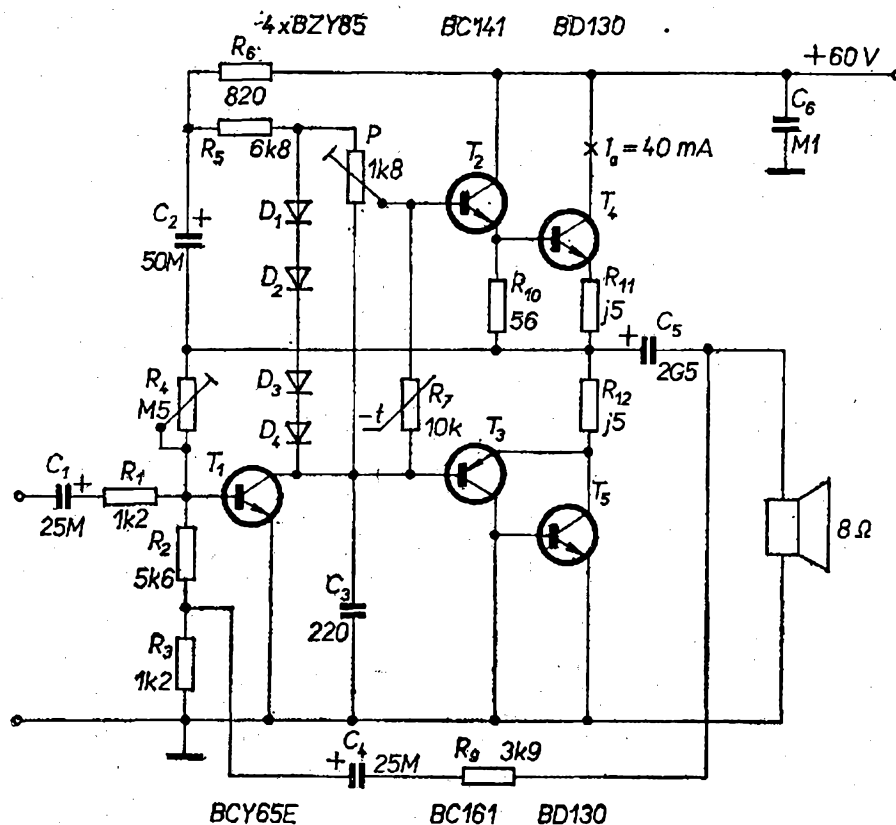 4xBZY85 BC141 BD130
R6
820
+60V
R5 6k8
P
1k8
C6
M1
T2
Ia = 40 mA
C2 +
50M
D1
T4
D2
R10
56
R11
j5
+ C5
2G5
R4
M5
D3
-t
R7
10k
R12
j5
D4
T3
C1 +
25M
R1
1k2
T1
T5
8Ω
R2
5k6
C3
220
R3
1k2
C4
+ 25M
R9 3k9
BCY65E BC161 BD130